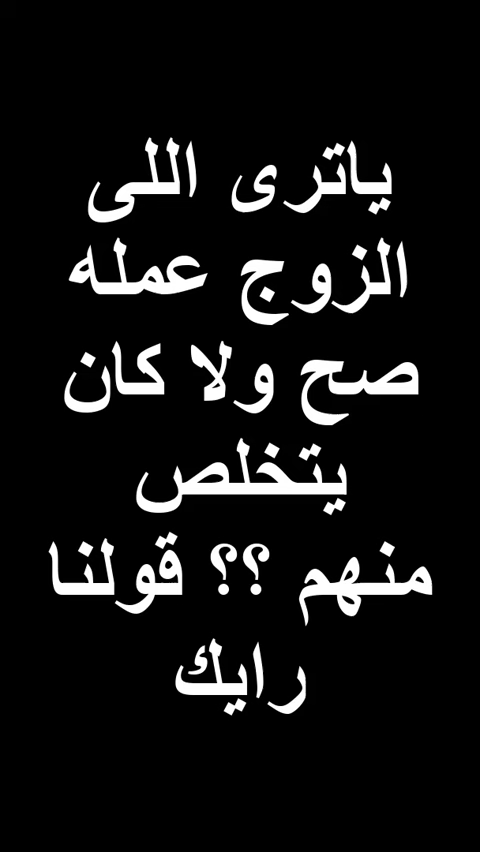 ياترى اللى
الزوج عمله
صح ولا كان
يتخلص
منهم ؟؟ قولنا
رايك